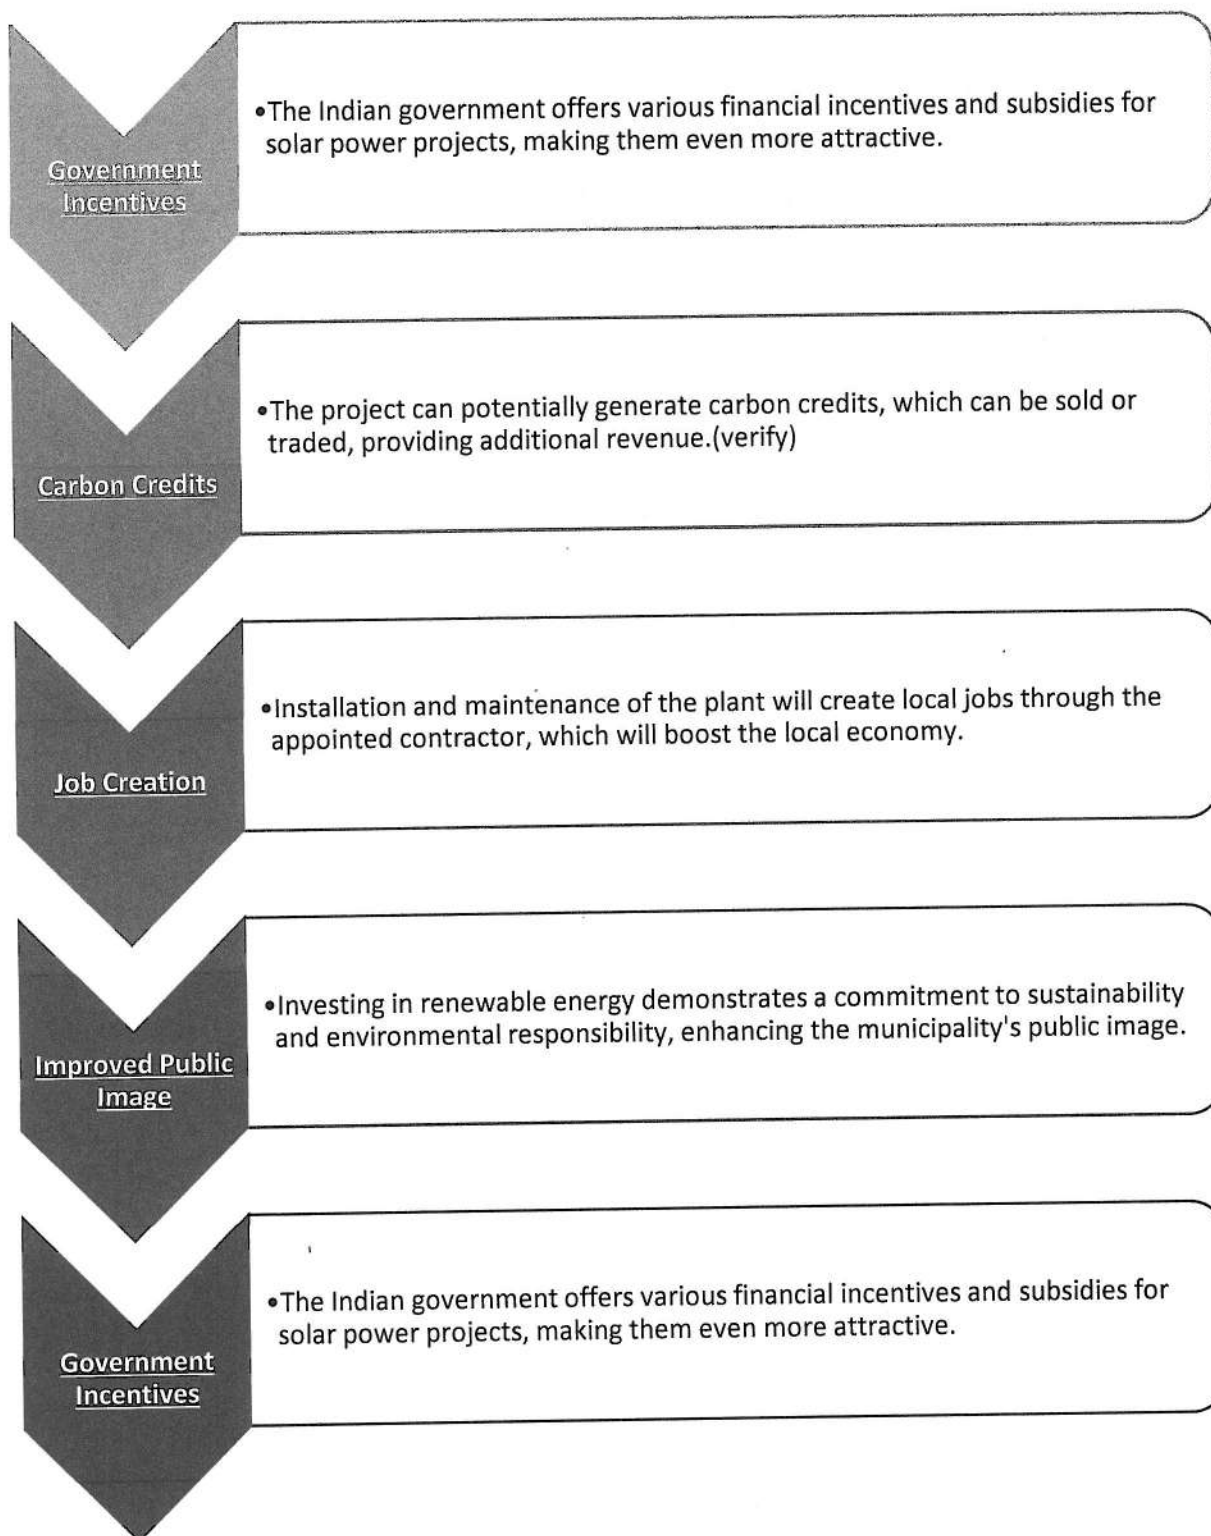 Government
Incentives
•The Indian government offers various financial incentives and subsidies for
solar power projects, making them even more attractive.
Carbon Credits
•The project can potentially generate carbon credits, which can be sold or
traded, providing additional revenue.(verify)
Job Creation
•Installation and maintenance of the plant will create local jobs through the
appointed contractor, which will boost the local economy.
Improved Public
Image
•Investing in renewable energy demonstrates a commitment to sustainability
and environmental responsibility, enhancing the municipality's public image.
Government
Incentives
•The Indian government offers various financial incentives and subsidies for
solar power projects, making them even more attractive.